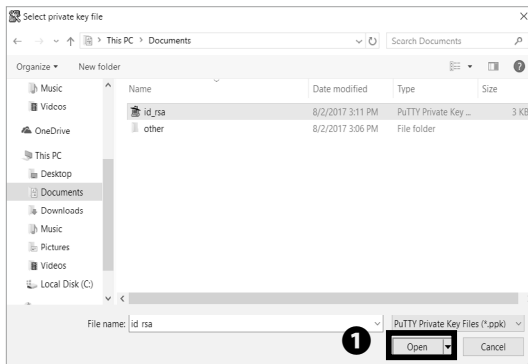 Select private key file
This PC > Documents
Search Documents
Organize New folder
Name Date modified Type Size
Music
Videos
OneDrive
This PC
Desktop
Documents
Downloads
Music
Pictures
Videos
Local Disk (C:)
id_rsa 8/2/2017 3:11 PM PuTTY Private Key ... 3 KB
other 8/2/2017 3:06 PM File folder
File name: id rsa PuTTY Private Key Files (*.ppk)
1 Open Cancel